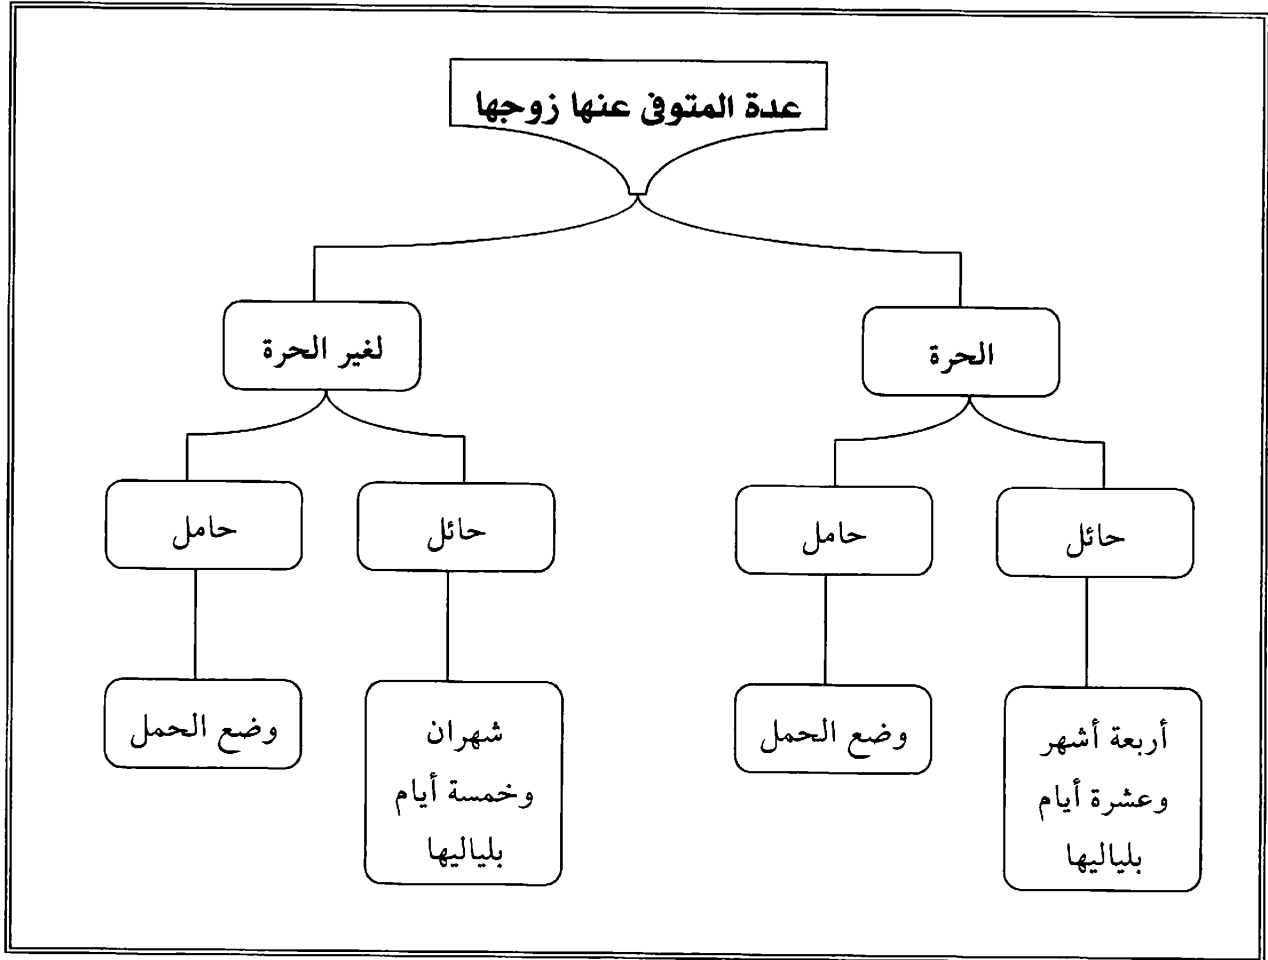 عدة المتوفى عنها زوجها
الحرة
لغير الحرة
حائل
حامل
حائل
حامل
أربعة أشهر
وعشرة أيام
بلياليها
وضع الحمل
شهران
وخمسة أيام
بلياليها
وضع الحمل